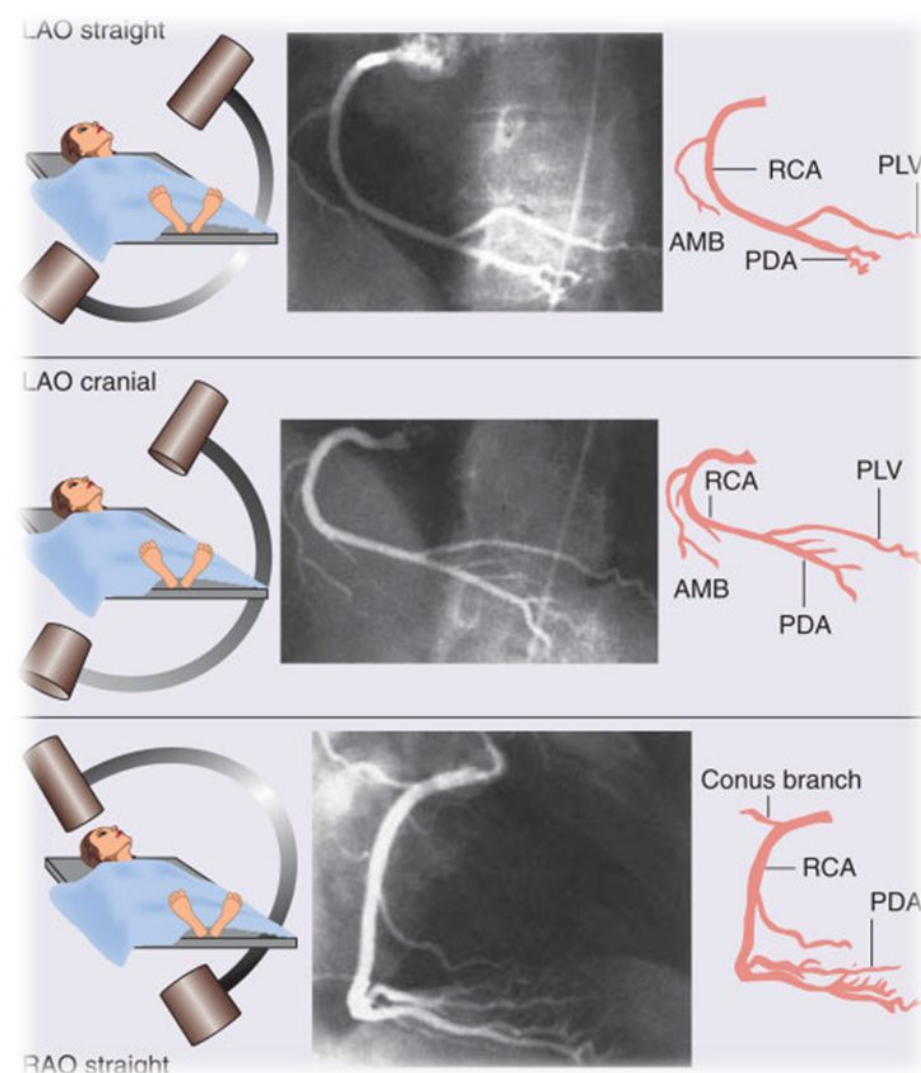 LAO straight
RCA
PLV
AMB
PDA
LAO cranial
RCA
PLV
AMB
PDA
Conus branch
RCA
PDA
RAO straight